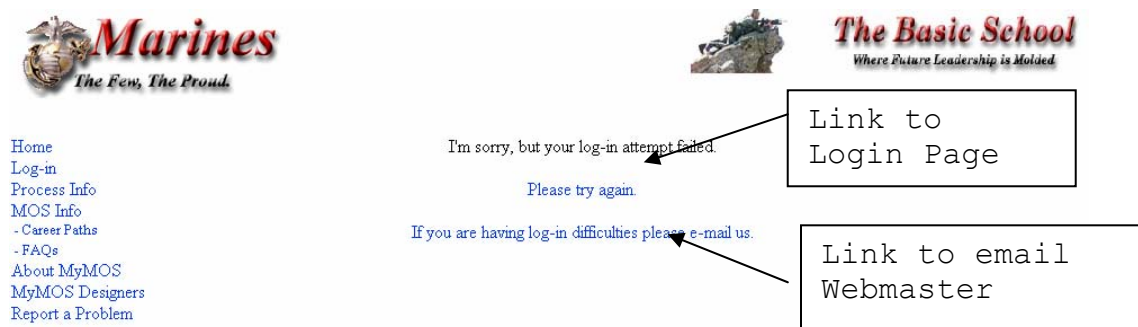 Marines
The Few, The Proud.
The Basic School
Where Future Leadership is Molded
Home
Log-in
Process Info
MOS Info
- Career Paths
- FAQs
About MyMOS
MyMOS Designers
Report a Problem
I'm sorry, but your log-in attempt failed.
Please try again.
If you are having log-in difficulties please e-mail us.
Link to
Login Page
Link to email
Webmaster